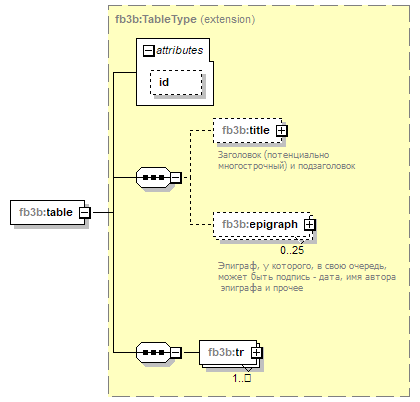 fb3b:TableType (extension)
attributes
id
fb3b:title
Заголовок (потенциально
многострочный) и подзаголовок
fb3b:table
fb3b:epigraph
0..25
Эпиграф, у которого, в свою очередь,
может быть подпись - дата, имя автора
эпиграфа и прочее
fb3b:tr
1..□